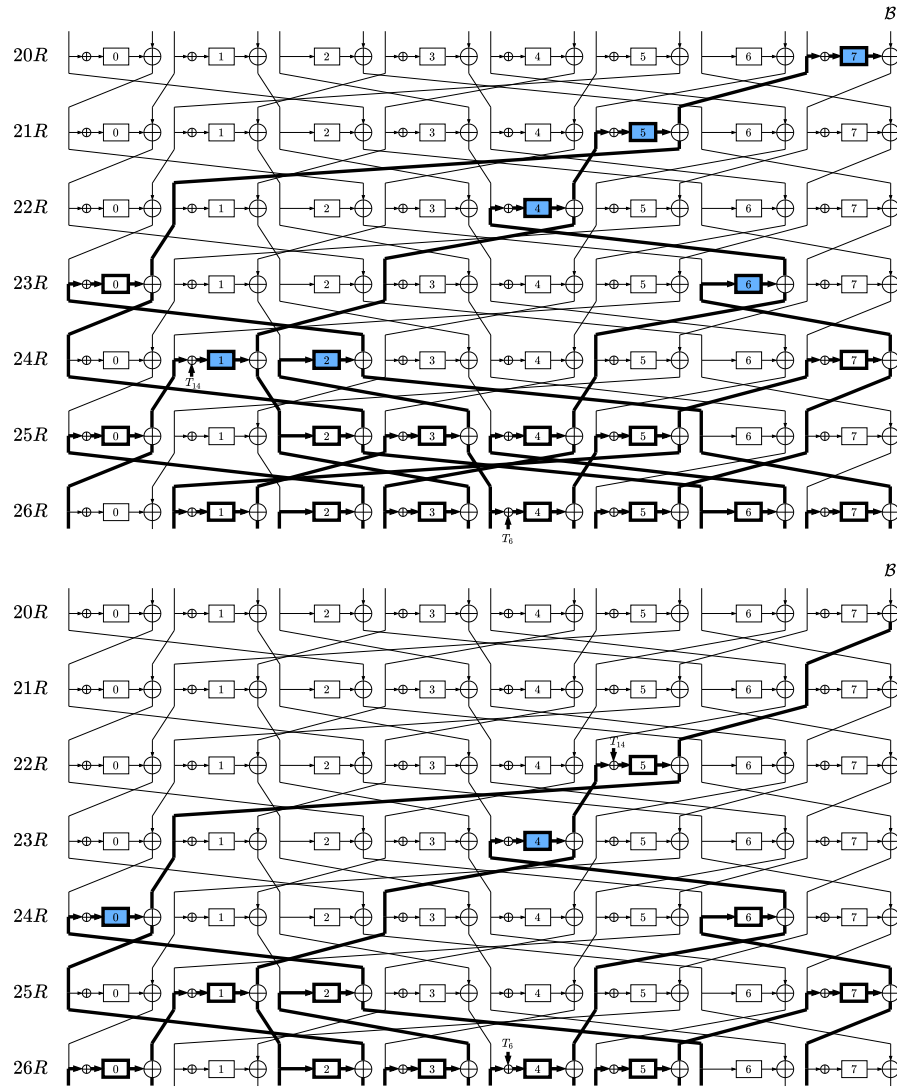 𝓑
20R 0 1 2 3 4 5 6 7
21R 0 1 2 3 4 5 6 7
22R 0 1 2 3 4 5 6 7
23R 0 1 2 3 4 5 6 7
24R 0 1 2 3 4 5 6 7
T₁₄
25R 0 1 2 3 4 5 6 7
26R 0 1 2 3 4 5 6 7
T₆
𝓑
20R 0 1 2 3 4 5 6 7
21R 0 1 2 3 4 5 6 7
T₁₄
22R 0 1 2 3 4 5 6 7
23R 0 1 2 3 4 5 6 7
24R 0 1 2 3 4 5 6 7
25R 0 1 2 3 4 5 6 7
T₆
26R 0 1 2 3 4 5 6 7